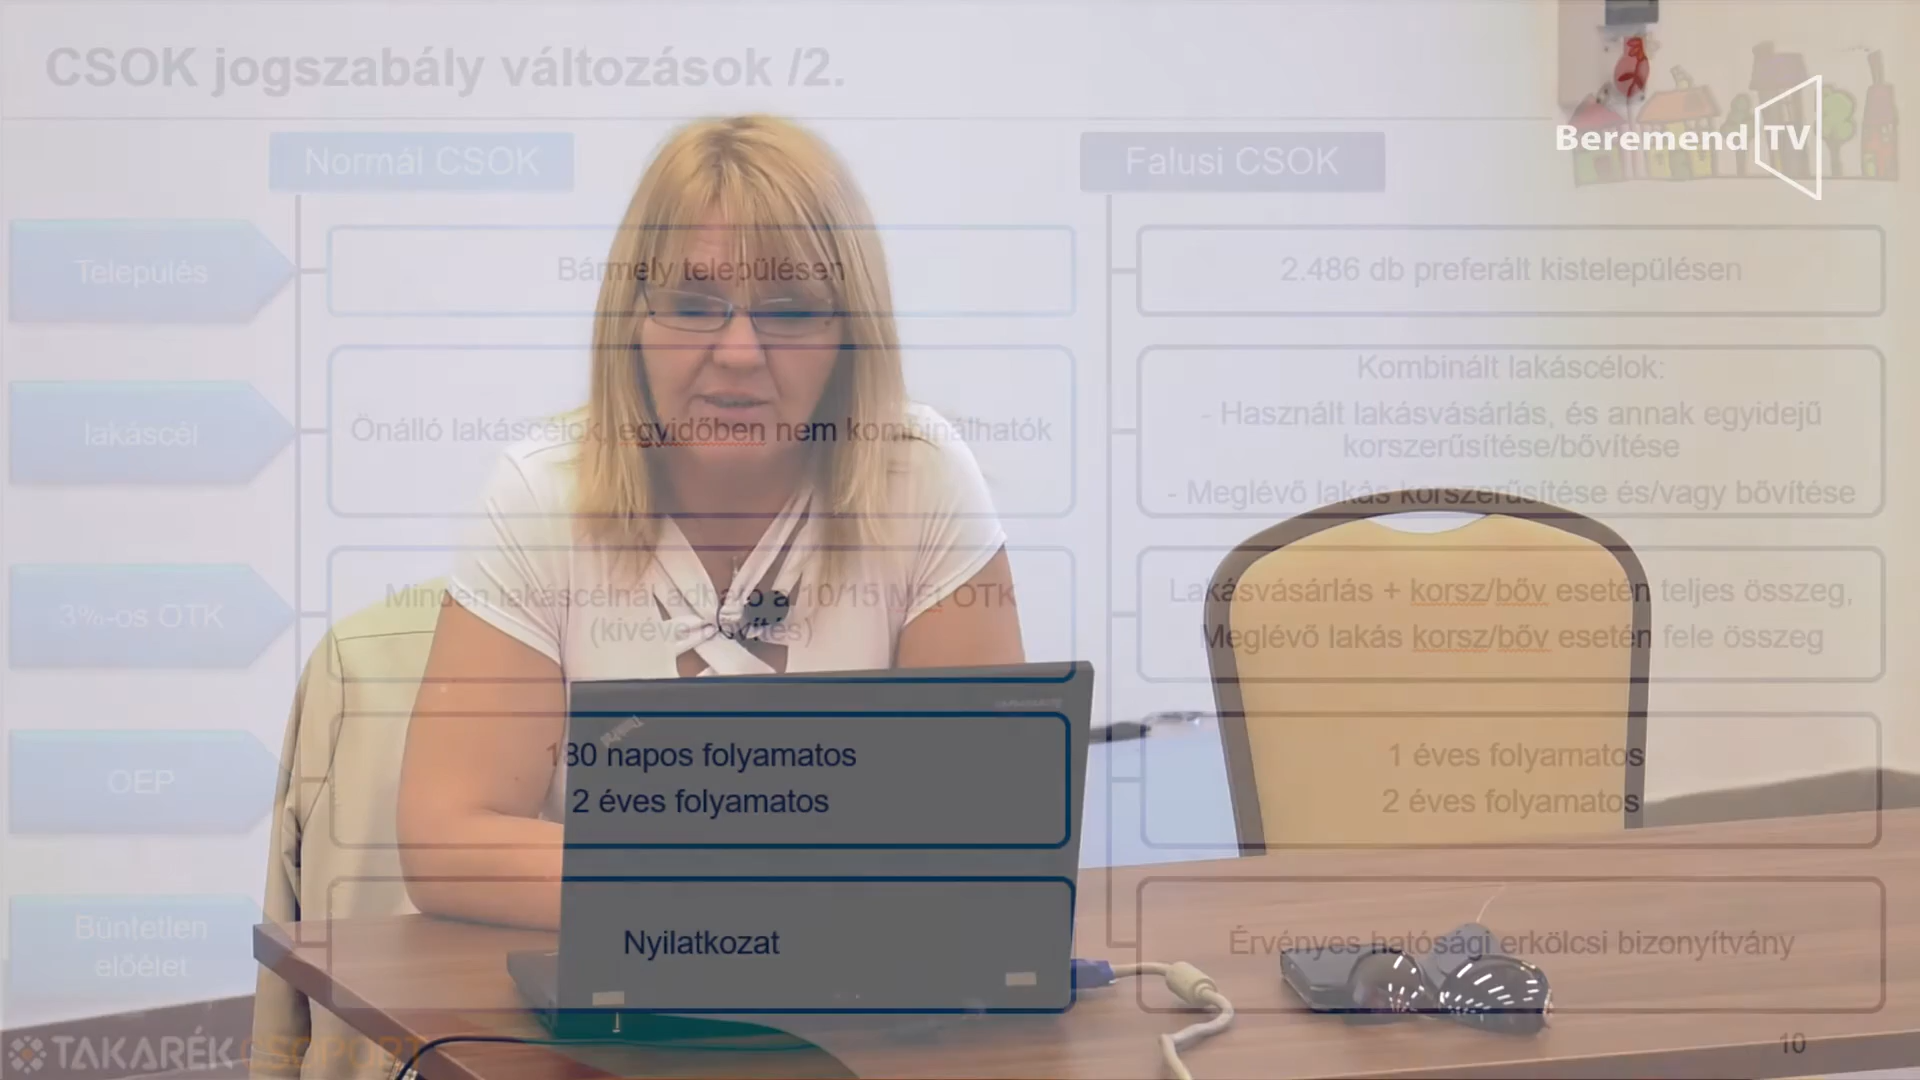 CSOK jogszabály változások /2.
Beremend TV
Normál CSOK
Falusi CSOK
Település
Bármely településen
2.486 db preferált kistelepülésen
lakáscél
Önálló lakáscélok, egyidőben nem kombinálhatók
Kombinált lakáscélok:
- Használt lakásvásárlás, és annak egyidejű
korszerűsítése/bővítése
- Meglévő lakás korszerűsítése és/vagy bővítése
3%-os OTK
Minden lakáscélnál adható a 10/15 MFt OTK
(kivéve bővítés)
Lakásvásárlás + korsz/bőv esetén teljes összeg,
Meglévő lakás korsz/bőv esetén fele összeg
OEP
180 napos folyamatos
2 éves folyamatos
1 éves folyamatos
2 éves folyamatos
Büntetlen
előélet
Nyilatkozat
Érvényes hatósági erkölcsi bizonyítvány
TAKARÉK CSOPORT
10